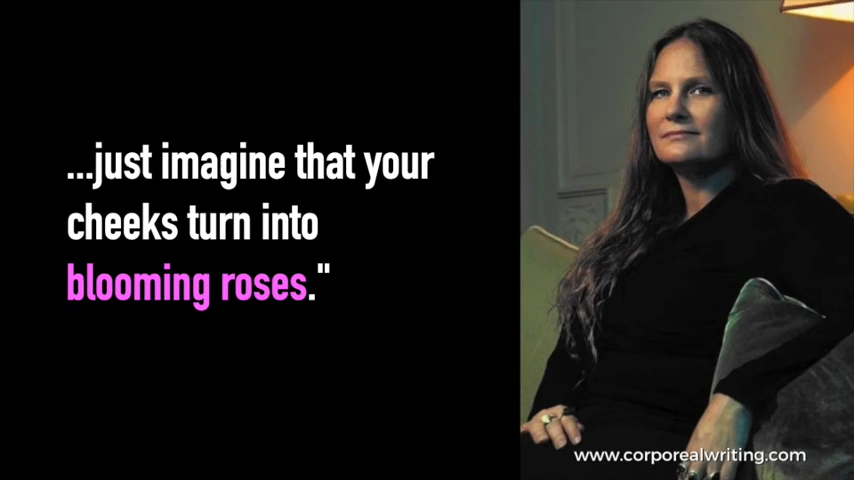 ...just imagine that your
cheeks turn into
blooming roses."
www.corporealwriting.com